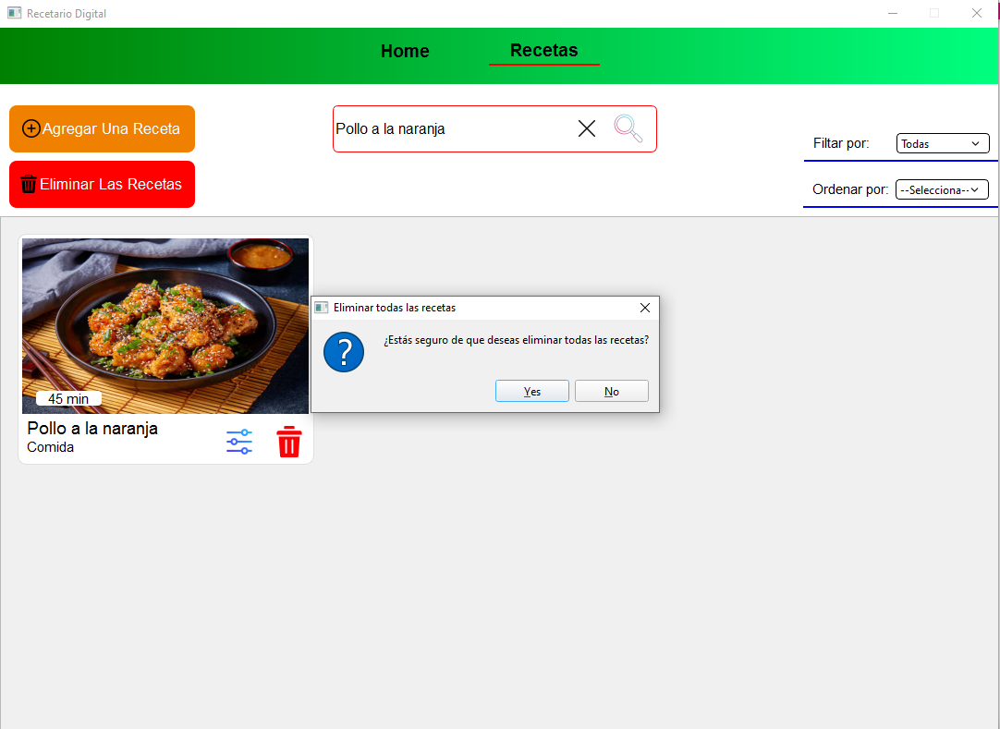 Recetario Digital
Home
Recetas
Agregar Una Receta
Pollo a la naranja
Filtar por:
Todas
Eliminar Las Recetas
Ordenar por:
--Selecciona--
Eliminar todas las recetas
¿Estás seguro de que deseas eliminar todas las recetas?
Yes
No
45 min
Pollo a la naranja
Comida